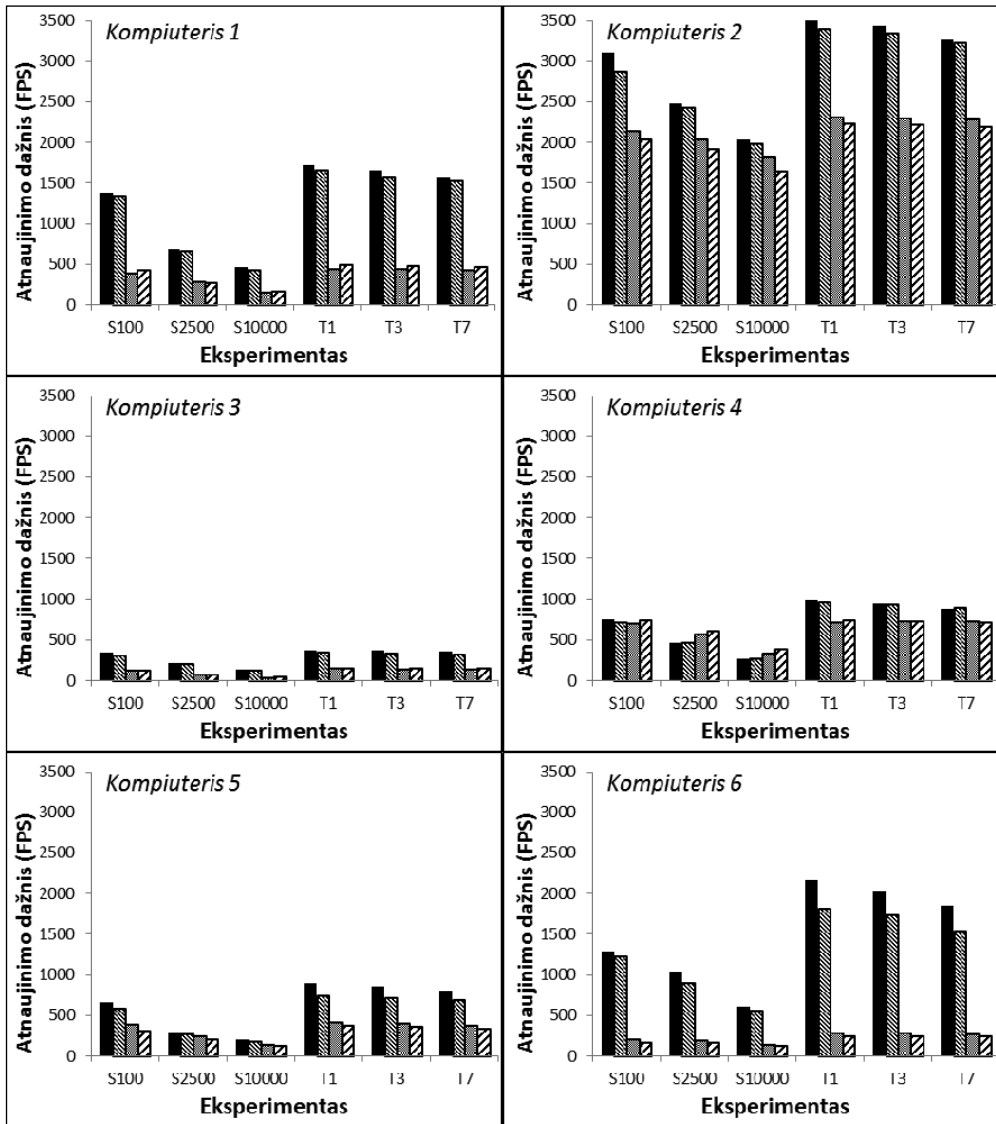 Kompiuteris 1
Atnaujinimo dažnis (FPS)
3500
3000
2500
2000
1500
1000
500
0
S100 S2500 S10000 T1 T3 T7
Eksperimentas
Kompiuteris 2
Atnaujinimo dažnis (FPS)
3500
3000
2500
2000
1500
1000
500
0
S100 S2500 S10000 T1 T3 T7
Eksperimentas
Kompiuteris 3
Atnaujinimo dažnis (FPS)
3500
3000
2500
2000
1500
1000
500
0
S100 S2500 S10000 T1 T3 T7
Eksperimentas
Kompiuteris 4
Atnaujinimo dažnis (FPS)
3500
3000
2500
2000
1500
1000
500
0
S100 S2500 S10000 T1 T3 T7
Eksperimentas
Kompiuteris 5
Atnaujinimo dažnis (FPS)
3500
3000
2500
2000
1500
1000
500
0
S100 S2500 S10000 T1 T3 T7
Eksperimentas
Kompiuteris 6
Atnaujinimo dažnis (FPS)
3500
3000
2500
2000
1500
1000
500
0
S100 S2500 S10000 T1 T3 T7
Eksperimentas